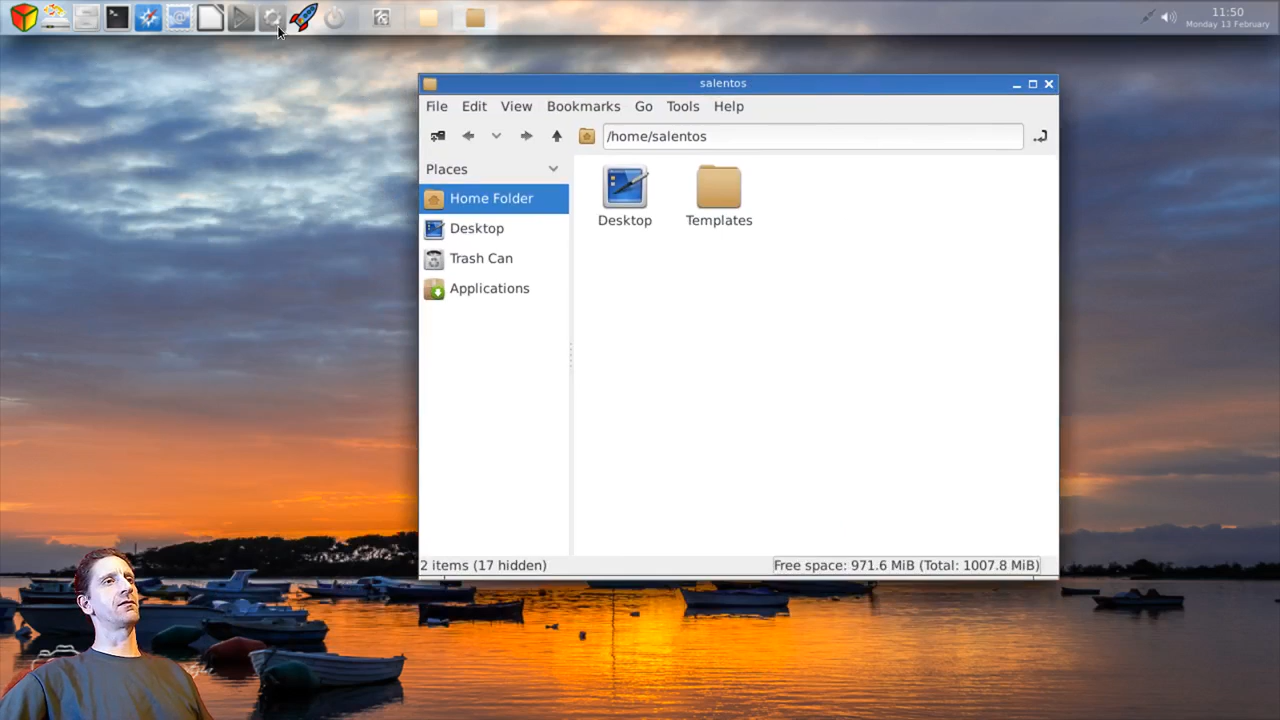 11:50
Monday 13 February
salentos
File Edit View Bookmarks Go Tools Help
/home/salentos
Places
Home Folder
Desktop
Trash Can
Applications
Desktop
Templates
2 items (17 hidden)
Free space: 971.6 MiB (Total: 1007.8 MiB)